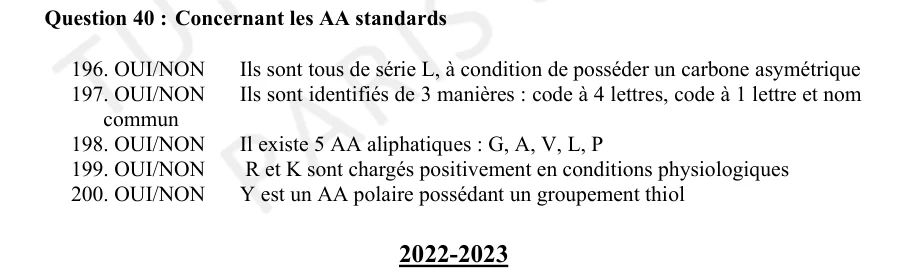 Question 40 : Concernant les AA standards
196. OUI/NON Ils sont tous de série L, à condition de posséder un carbone asymétrique
197. OUI/NON Ils sont identifiés de 3 manières : code à 4 lettres, code à 1 lettre et nom
commun
198. OUI/NON Il existe 5 AA aliphatiques : G, A, V, L, P
199. OUI/NON R et K sont chargés positivement en conditions physiologiques
200. OUI/NON Y est un AA polaire possédant un groupement thiol
2022-2023